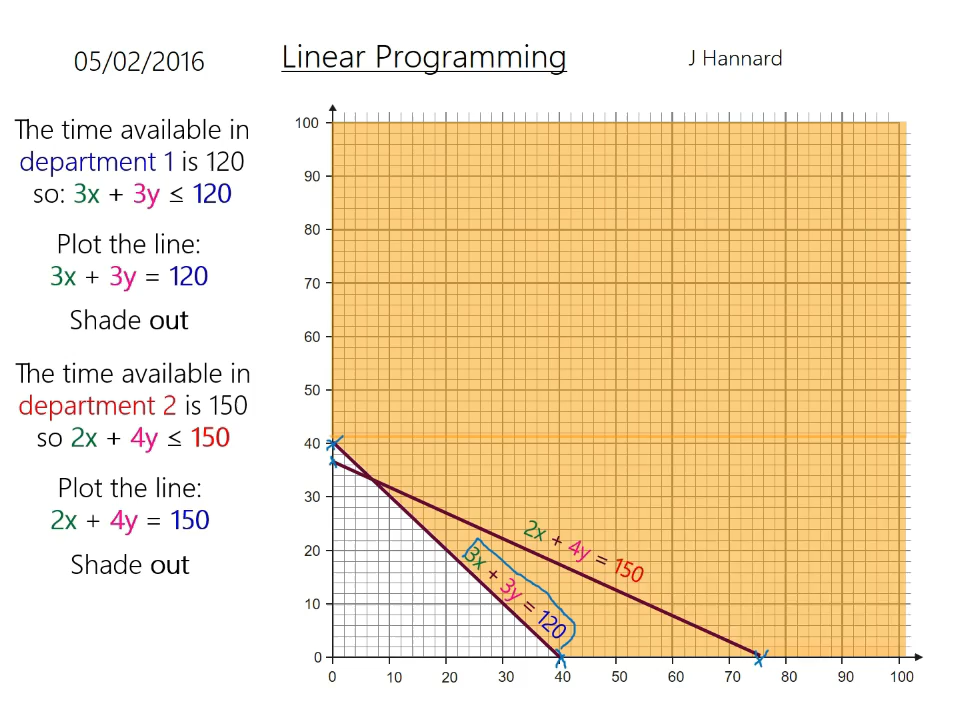 05/02/2016
Linear Programming
J Hannard
The time available in
department 1 is 120
so: 3x + 3y ≤ 120
Plot the line:
3x + 3y = 120
Shade out
The time available in
department 2 is 150
so 2x + 4y ≤ 150
Plot the line:
2x + 4y = 150
Shade out
100
90
80
70
60
50
40
30
20
10
0
2x + 4y = 150
3x + 3y = 120
0 10 20 30 40 50 60 70 80 90 100